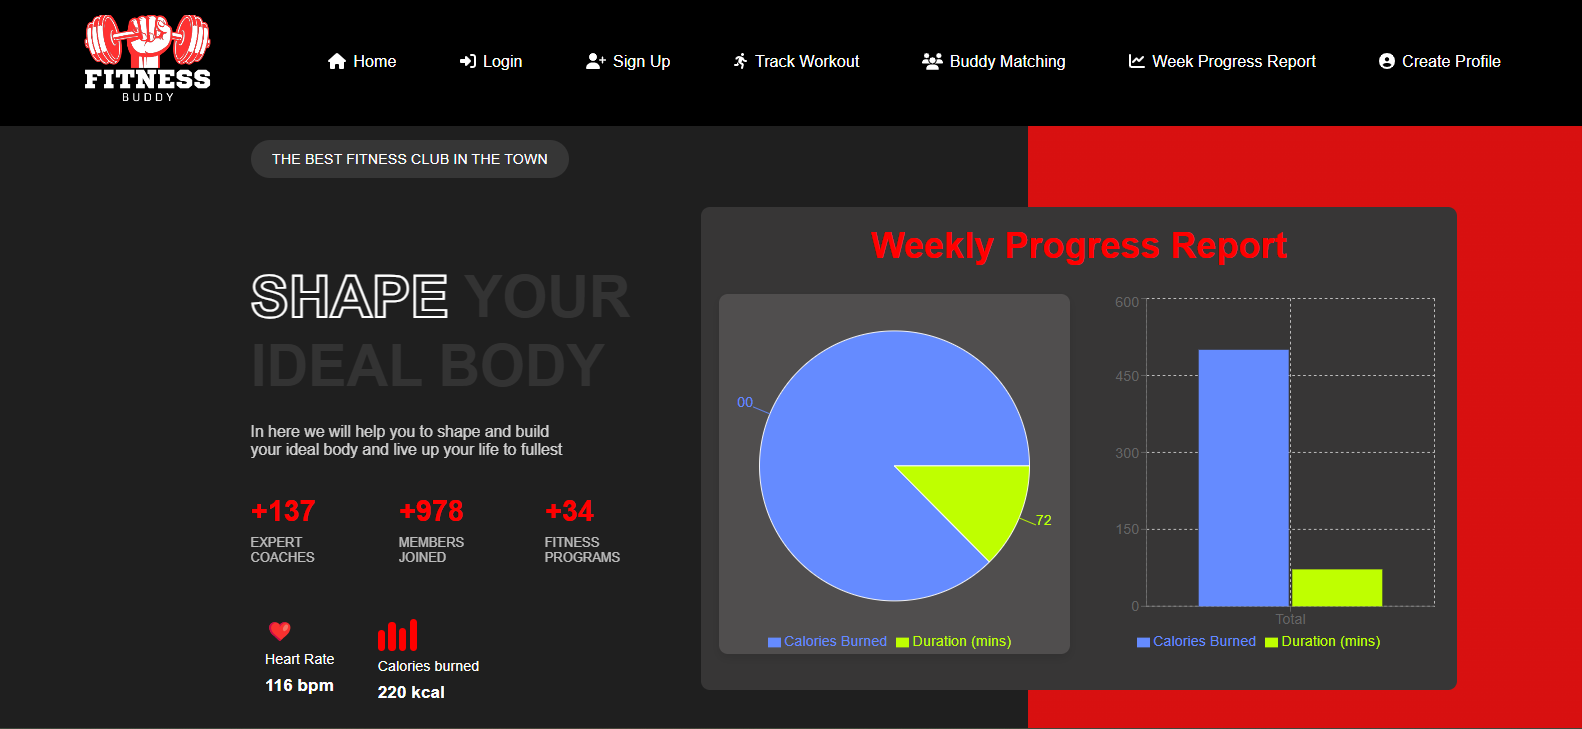 FITNESS
BUDDY
Home
Login
Sign Up
Track Workout
Buddy Matching
Week Progress Report
Create Profile
THE BEST FITNESS CLUB IN THE TOWN
SHAPE YOUR
IDEAL BODY
In here we will help you to shape and build
your ideal body and live up your life to fullest
+137
EXPERT
COACHES
+978
MEMBERS
JOINED
+34
FITNESS
PROGRAMS
Heart Rate
116 bpm
Calories burned
220 kcal
Weekly Progress Report
00
72
Calories Burned
Duration (mins)
600
450
300
150
0
Total
Calories Burned
Duration (mins)